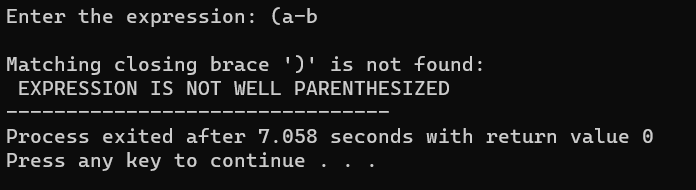 Enter the expression: (a-b
Matching closing brace ')' is not found:
 EXPRESSION IS NOT WELL PARENTHESIZED
--------------------------------
Process exited after 7.058 seconds with return value 0
Press any key to continue . . .